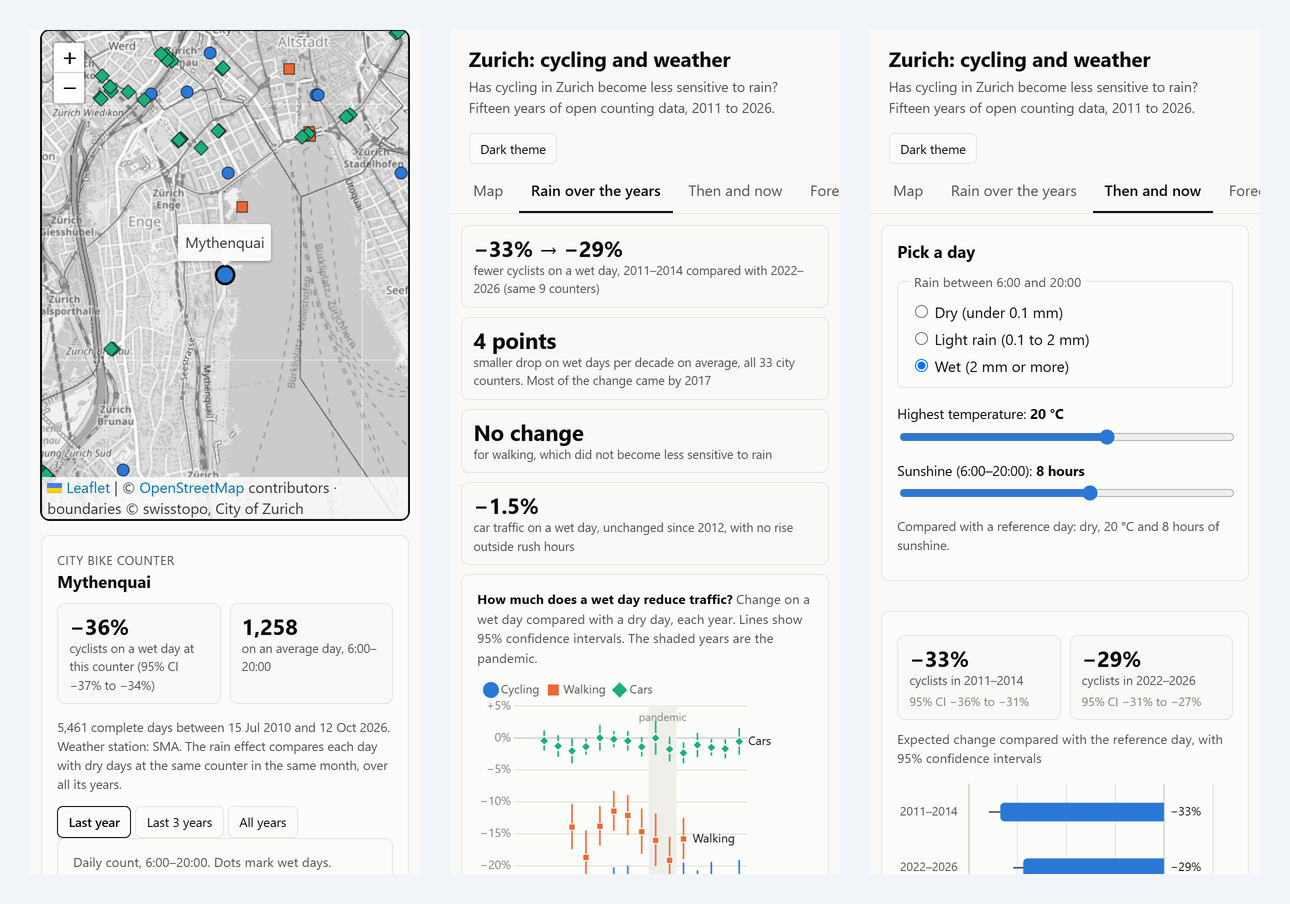 City
Werd
Zürich
Altstadt
Zürich Wiedikon
Zürich
Stadelhofen
Zürich
Enge
Enge
Utoquai
Mythenquai
Seestrasse
Mythenquai
Bürkliplatz - Wollishofen
Bürkliplatz
Zürichhorn
Zürich
Brunau
Zürich
+
−
Leaflet | © OpenStreetMap contributors ·
boundaries © swisstopo, City of Zurich
CITY BIKE COUNTER
Mythenquai
−36%
cyclists on a wet day at
this counter (95% CI
−37% to −34%)
1,258
on an average day, 6:00–
20:00
5,461 complete days between 15 Jul 2010 and 12 Oct 2026.
Weather station: SMA. The rain effect compares each day
with dry days at the same counter in the same month, over
all its years.
Last year
Last 3 years
All years
Daily count, 6:00–20:00. Dots mark wet days.
Zurich: cycling and weather
Has cycling in Zurich become less sensitive to rain?
Fifteen years of open counting data, 2011 to 2026.
Dark theme
Map Rain over the years Then and now Fore
−33% → −29%
fewer cyclists on a wet day, 2011–2014 compared with 2022–
2026 (same 9 counters)
4 points
smaller drop on wet days per decade on average, all 33 city
counters. Most of the change came by 2017
No change
for walking, which did not become less sensitive to rain
−1.5%
car traffic on a wet day, unchanged since 2012, with no rise
outside rush hours
How much does a wet day reduce traffic? Change on a
wet day compared with a dry day, each year. Lines show
95% confidence intervals. The shaded years are the
pandemic.
Cycling Walking Cars
+5%
pandemic
0%
Cars
−5%
−10%
−15%
Walking
−20%
Zurich: cycling and weather
Has cycling in Zurich become less sensitive to rain?
Fifteen years of open counting data, 2011 to 2026.
Dark theme
Map Rain over the years Then and now Fore
Pick a day
Rain between 6:00 and 20:00
Dry (under 0.1 mm)
Light rain (0.1 to 2 mm)
Wet (2 mm or more)
Highest temperature: 20 °C
Sunshine (6:00–20:00): 8 hours
Compared with a reference day: dry, 20 °C and 8 hours of
sunshine.
−33%
cyclists in 2011–2014
95% CI −36% to −31%
−29%
cyclists in 2022–2026
95% CI −31% to −27%
Expected change compared with the reference day, with
95% confidence intervals
2011–2014 −33%
2022–2026 −29%